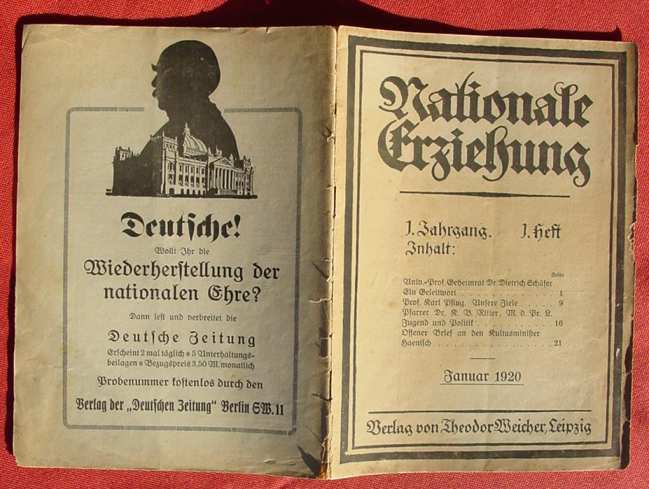 Deutsche!
Wollt Ihr die
Wiederherstellung der
nationalen Ehre?
Dann lest und verbreitet die
Deutsche Zeitung
Erscheint 2 mal täglich * 5 Unterhaltungs-
beilagen * Bezugspreis 3,50 M. monatlich
Probenummer kostenlos durch den
Verlag der „Deutschen Zeitung“ Berlin SW. 11
Nationale
Erziehung
1. Jahrgang. 1. Heft
Inhalt:
Seite
Univ.-Prof. Geheimrat Dr. Dietrich Schäfer
Ein Geleitwort . . . 1
Prof. Karl Pflug. Unsere Ziele . . . 9
Pfarrer Dr. K. B. Ritter, M. d. Pr. L.
Jugend und Politik . . . 16
Offener Brief an den Kultusminister
Haenisch . . . 21
Januar 1920
Verlag von Theodor Weicher, Leipzig